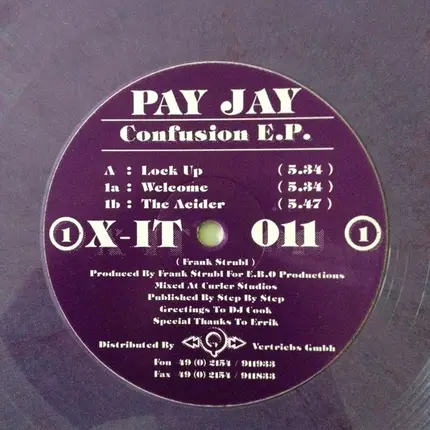 PAY JAY
Confusion E.P.
A : Lock Up ( 5.34 )
1a : Welcome ( 5.34 )
1b : The Acider ( 5.47 )
1 X-IT 011 1
( Frank Strubl )
Produced By Frank Strubl For E.B.O Productions
Mixed At Curler Studios
Published By Step By Step
Greetings To DJ Cook
Special Thanks To Errik
Distributed By Vertriebs Gmbh
Fon 49 (0) 2154 / 911933
Fax 49 (0) 2154 / 911833